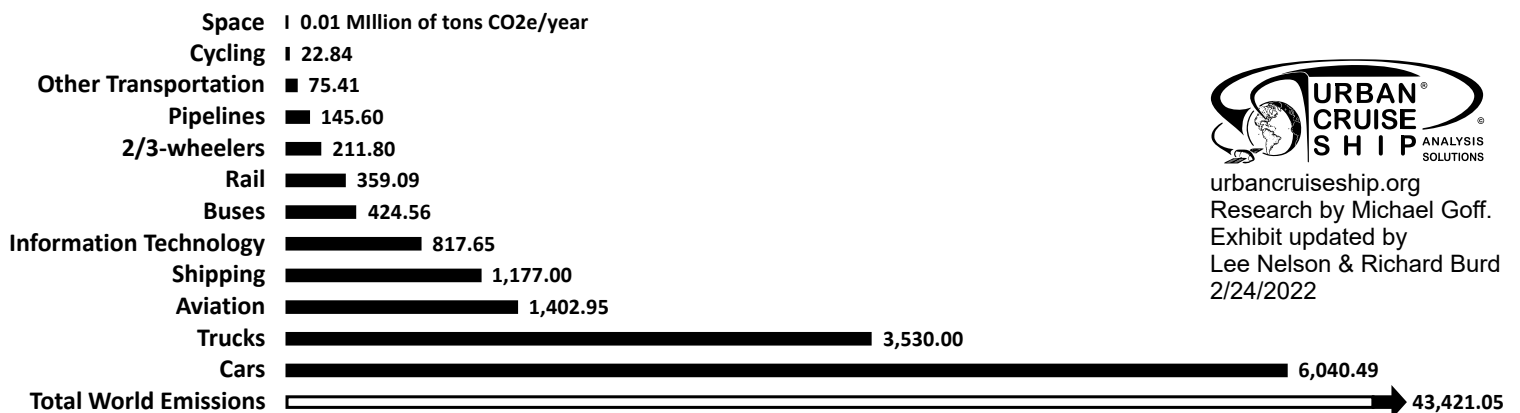 Space 0.01 MIllion of tons CO2e/year
Cycling 22.84
Other Transportation 75.41
Pipelines 145.60
2/3-wheelers 211.80
Rail 359.09
Buses 424.56
Information Technology 817.65
Shipping 1,177.00
Aviation 1,402.95
Trucks 3,530.00
Cars 6,040.49
Total World Emissions 43,421.05
URBAN®
CRUISE ©
SHIP ANALYSIS
SOLUTIONS
urbancruiseship.org
Research by Michael Goff.
Exhibit updated by
Lee Nelson & Richard Burd
2/24/2022